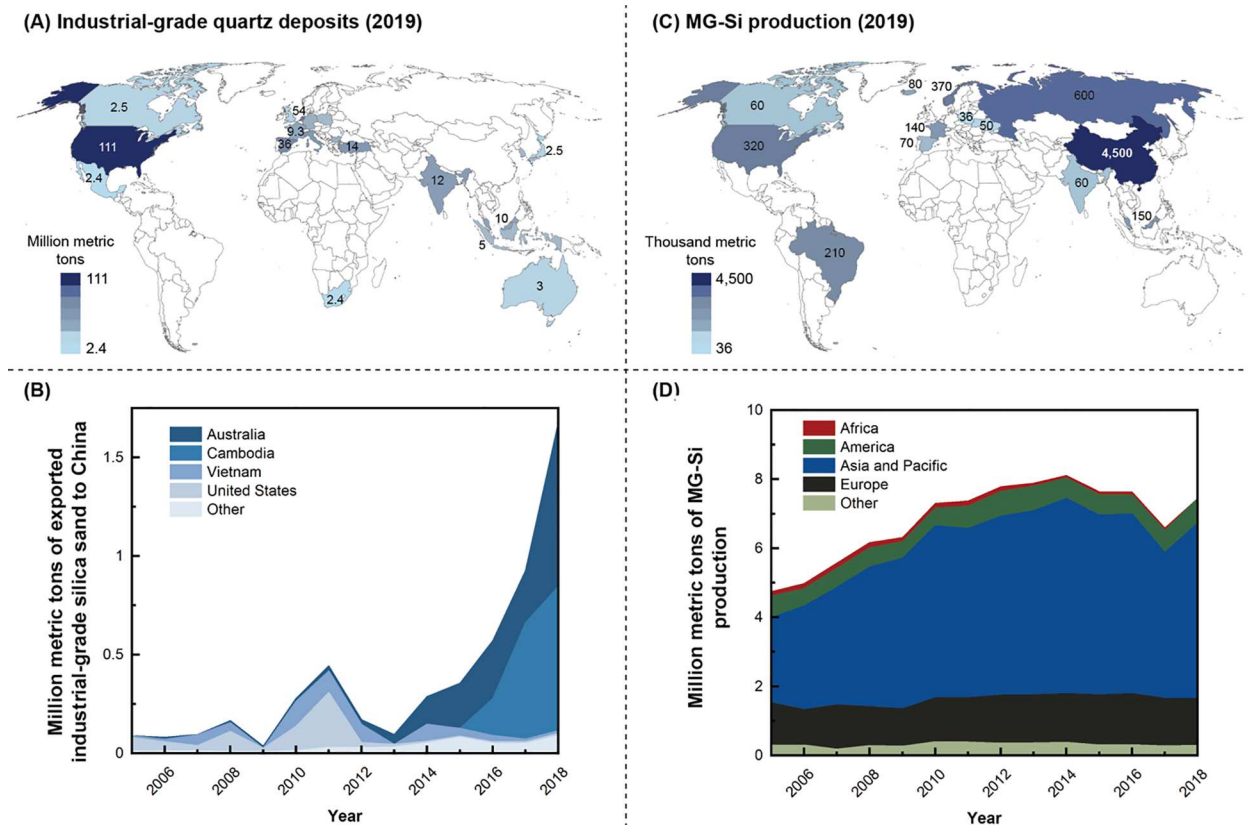 (A) Industrial-grade quartz deposits (2019)
2.5
111
2.4
54
9.3
36
14
12
2.5
10
5
2.4
3
Million metric
tons
111
2.4
(C) MG-Si production (2019)
80
370
600
60
36
140
50
70
320
4,500
60
150
210
Thousand metric
tons
4,500
36
(B)
Million metric tons of exported
industrial-grade silica sand to China
1.5
1
0.5
0
Australia
Cambodia
Vietnam
United States
Other
2006
2008
2010
2012
2014
2016
2018
Year
(D)
Million metric tons of MG-Si
production
10
8
6
4
2
0
Africa
America
Asia and Pacific
Europe
Other
2006
2008
2010
2012
2014
2016
2018
Year